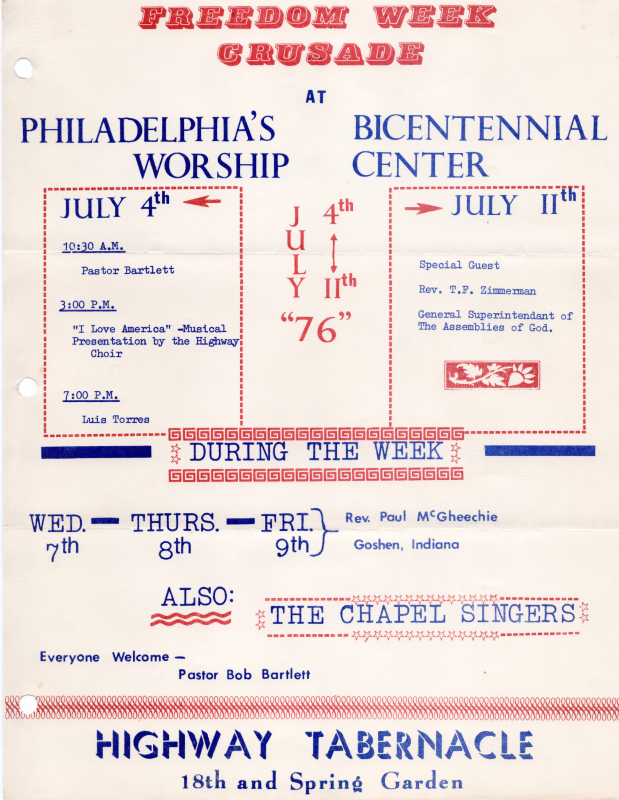 FREEDOM WEEK
CRUSADE
AT
PHILADELPHIA'S BICENTENNIAL
WORSHIP CENTER
JULY 4th
10:30 A.M.
Pastor Bartlett
3:00 P.M.
"I Love America" -Musical
Presentation by the Highway
Choir
7:00 P.M.
Luis Torres
JULY 4th
11th
"76"
JULY 11th
Special Guest
Rev. T.F. Zimmerman
General Superintendant of
The Assemblies of God.
DURING THE WEEK
WED. — THURS. — FRI. Rev. Paul McGheechie
7th 8th 9th Goshen, Indiana
ALSO:
THE CHAPEL SINGERS
Everyone Welcome —
Pastor Bob Bartlett
HIGHWAY TABERNACLE
18th and Spring Garden